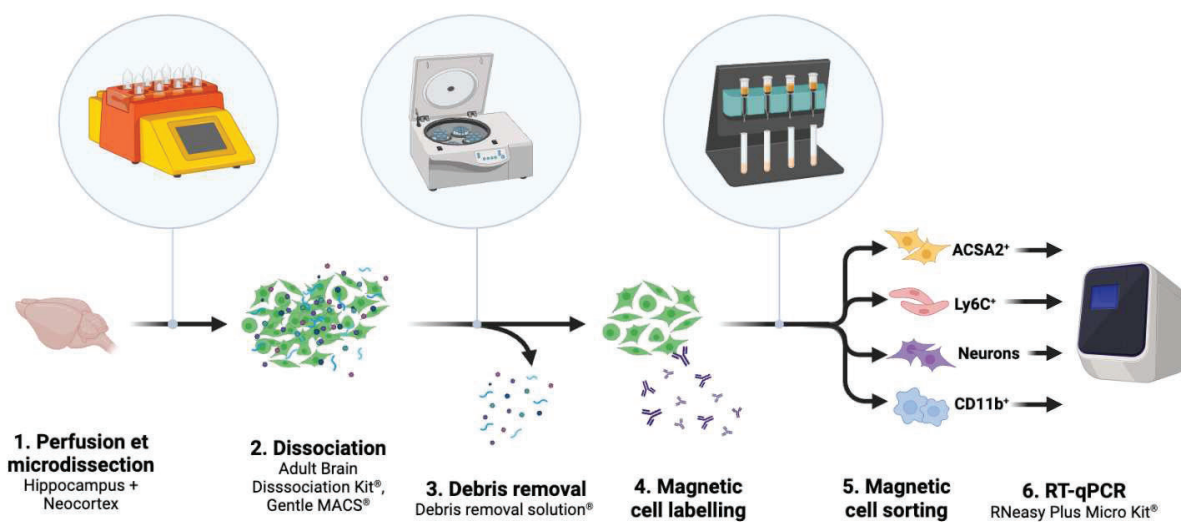 ACSA2⁺
Ly6C⁺
Neurons
CD11b⁺
1. Perfusion et
microdissection
Hippocampus +
Neocortex
2. Dissociation
Adult Brain
Disssociation Kit®,
Gentle MACS®
3. Debris removal
Debris removal solution®
4. Magnetic
cell labelling
5. Magnetic
cell sorting
6. RT-qPCR
RNeasy Plus Micro Kit®